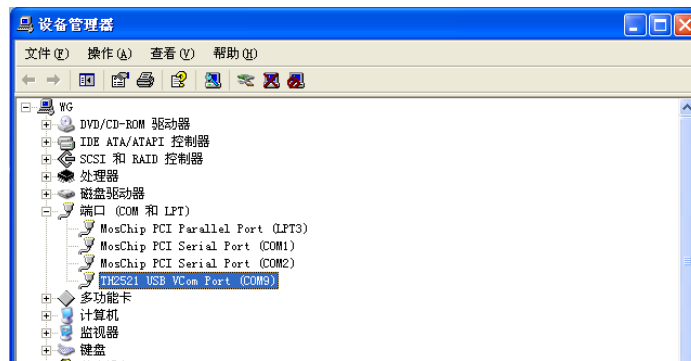 设备管理器
文件(F) 操作(A) 查看(V) 帮助(H)
WG
DVD/CD-ROM 驱动器
IDE ATA/ATAPI 控制器
SCSI 和 RAID 控制器
处理器
磁盘驱动器
端口 (COM 和 LPT)
MosChip PCI Parallel Port (LPT3)
MosChip PCI Serial Port (COM1)
MosChip PCI Serial Port (COM2)
TH2521 USB VCom Port (COM9)
多功能卡
计算机
监视器
键盘